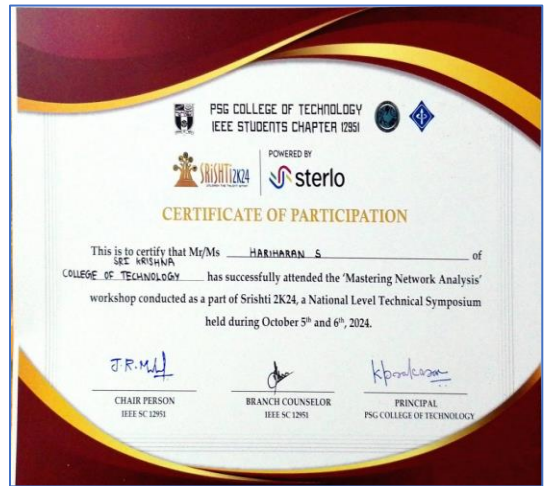 PSG COLLEGE OF TECHNOLOGY
IEEE STUDENTS CHAPTER 12951
SRISHTI2K24
POWERED BY
sterlo
CERTIFICATE OF PARTICIPATION
This is to certify that Mr/Ms HARIHARAN S of
SRI KRISHNA
COLLEGE OF TECHNOLOGY has successfully attended the 'Mastering Network Analysis'
workshop conducted as a part of Srishti 2K24, a National Level Technical Symposium
held during October 5th and 6th, 2024.
CHAIR PERSON
IEEE SC 12951
BRANCH COUNSELOR
IEEE SC 12951
PRINCIPAL
PSG COLLEGE OF TECHNOLOGY